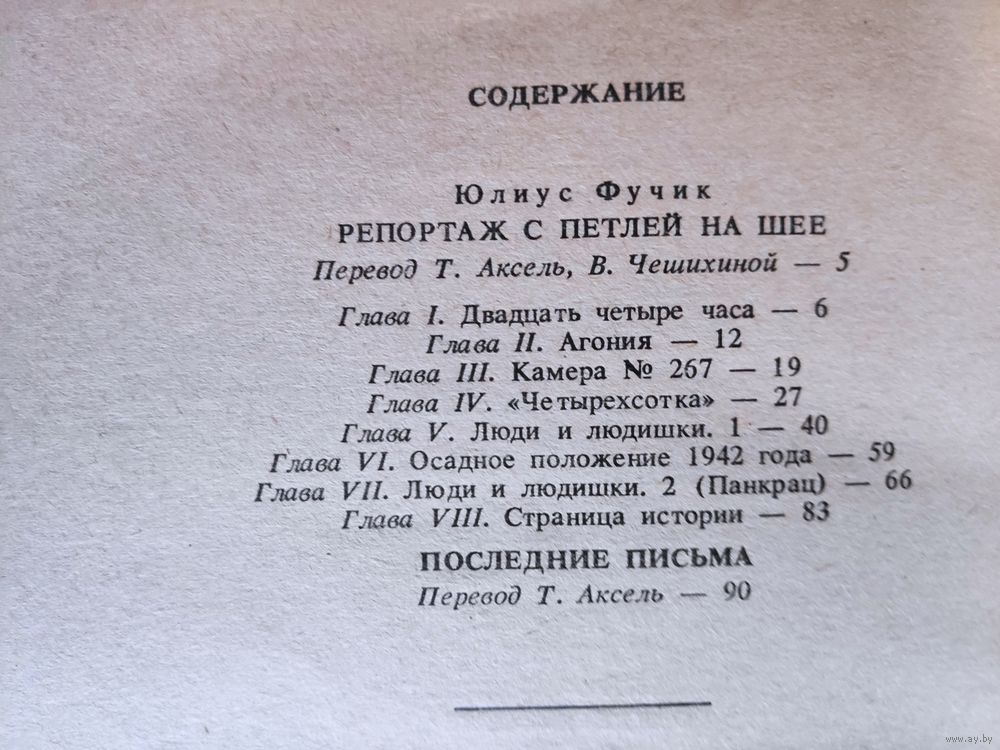 СОДЕРЖАНИЕ
Юлиус Фучик
РЕПОРТАЖ С ПЕТЛЕЙ НА ШЕЕ
Перевод Т. Аксель, В. Чешихиной — 5
Глава I. Двадцать четыре часа — 6
Глава II. Агония — 12
Глава III. Камера № 267 — 19
Глава IV. «Четырехсотка» — 27
Глава V. Люди и людишки. 1 — 40
Глава VI. Осадное положение 1942 года — 59
Глава VII. Люди и людишки. 2 (Панкрац) — 66
Глава VIII. Страница истории — 83
ПОСЛЕДНИЕ ПИСЬМА
Перевод Т. Аксель — 90
www.ay.by